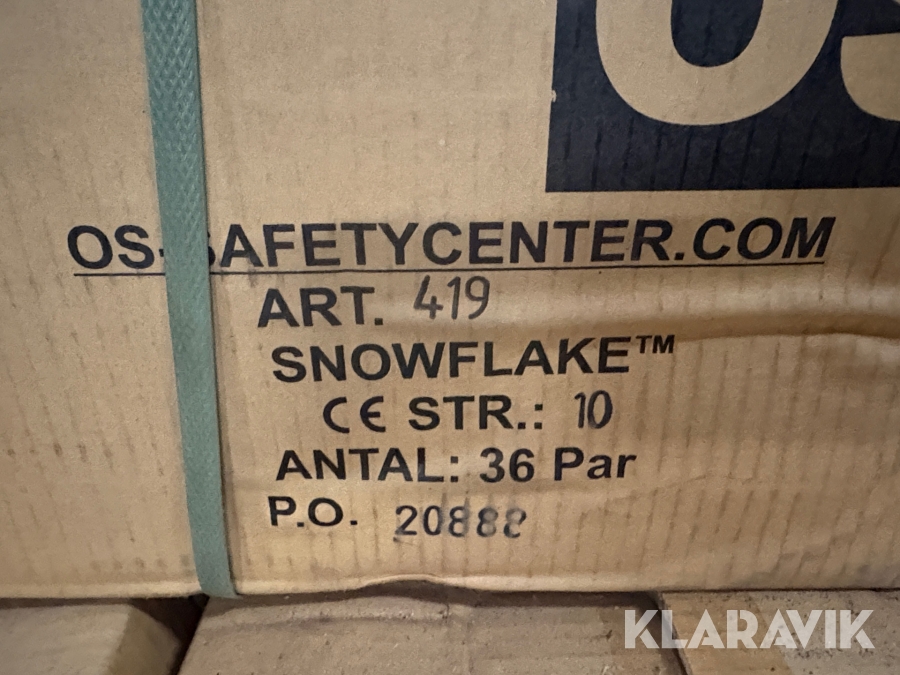 OS-SAFETYCENTER.COM
ART. 419
SNOWFLAKE™
CE STR.: 10
ANTAL: 36 Par
P.O. 20888
KLARAVIK